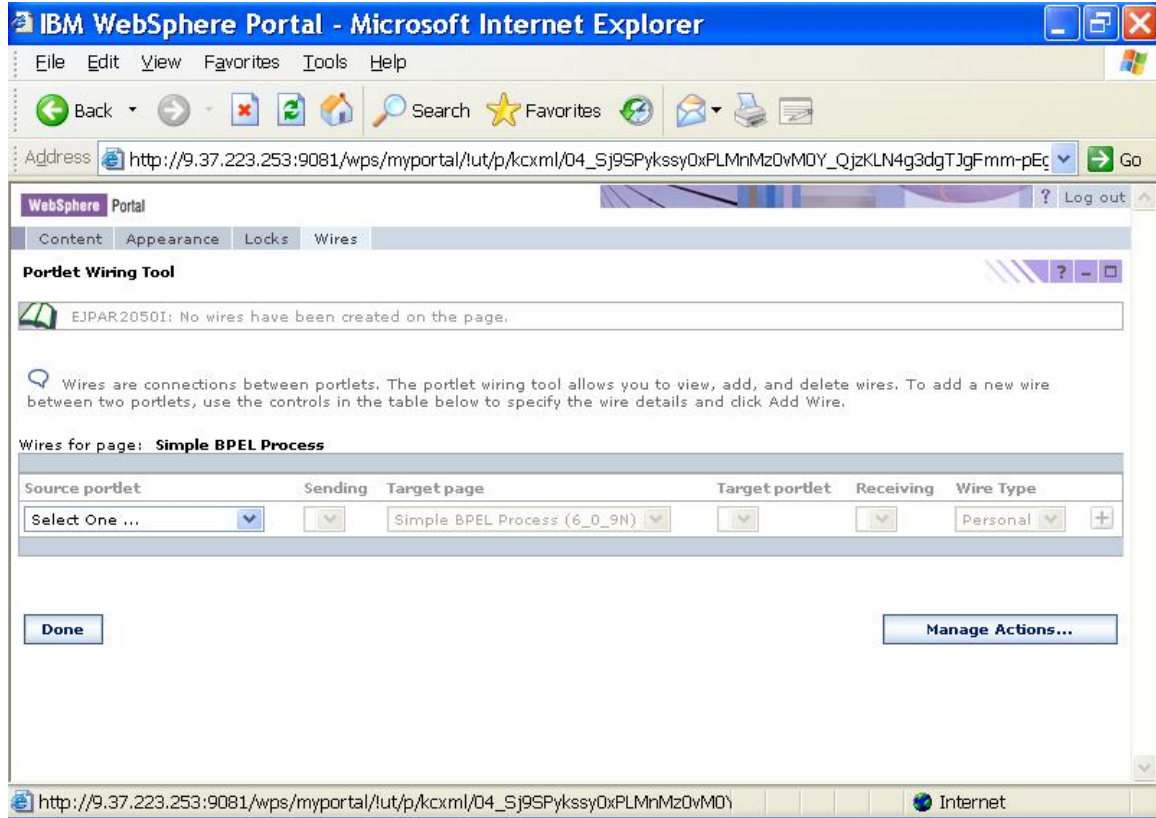 IBM WebSphere Portal - Microsoft Internet Explorer
File Edit View Favorites Tools Help
Back Search Favorites
Address http://9.37.223.253:9081/wps/myportal/!ut/p/kcxml/04_Sj9SPykssy0xPLMnMz0vM0Y_QjzKLN4g3dgTJgFmm-pEc Go
WebSphere Portal ? Log out
Content Appearance Locks Wires
Portlet Wiring Tool ?
EJPAR2050I: No wires have been created on the page.
Wires are connections between portlets. The portlet wiring tool allows you to view, add, and delete wires. To add a new wire
between two portlets, use the controls in the table below to specify the wire details and click Add Wire.
Wires for page: Simple BPEL Process
Source portlet Sending Target page Target portlet Receiving Wire Type
Select One ... Simple BPEL Process (6_0_9N) Personal +
Done Manage Actions...
http://9.37.223.253:9081/wps/myportal/!ut/p/kcxml/04_Sj9SPykssy0xPLMnMz0vM0\ Internet